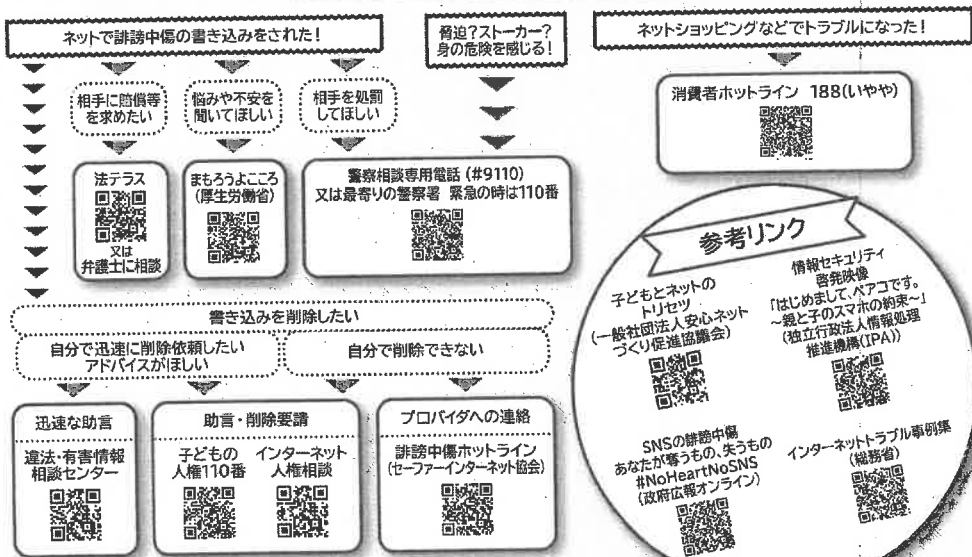 ネットで誹謗中傷の書き込みをされた!
脅迫?ストーカー?
身の危険を感じる!
ネットショッピングなどでトラブルになった!
相手に賠償等
を求めたい
悩みや不安を
聞いてほしい
相手を処罰
してほしい
消費者ホットライン 188(いやや)
法テラス
又は
弁護士に相談
まもろうよこころ
(厚生労働省)
警察相談専用電話(#9110)
又は最寄りの警察署 緊急の時は110番
書き込みを削除したい
自分で迅速に削除依頼したい
アドバイスがほしい
自分で削除できない
迅速な助言
違法・有害情報
相談センター
助言・削除要請
子どもの
人権110番
インターネット
人権相談
プロバイダへの連絡
誹謗中傷ホットライン
(セーファーインターネット協会)
参考リンク
子どもとネットの
トリセツ
(一般社団法人安心ネット
づくり促進協議会)
情報セキュリティ
啓発映像
「はじめまして、ペアコです。
~親と子のスマホの約束~」
(独立行政法人情報処理
推進機構(IPA))
SNSの誹謗中傷
あなたが奪うもの、失うもの
#NoHeartNoSNS
(政府広報オンライン)
インターネットトラブル事例集
(総務省)